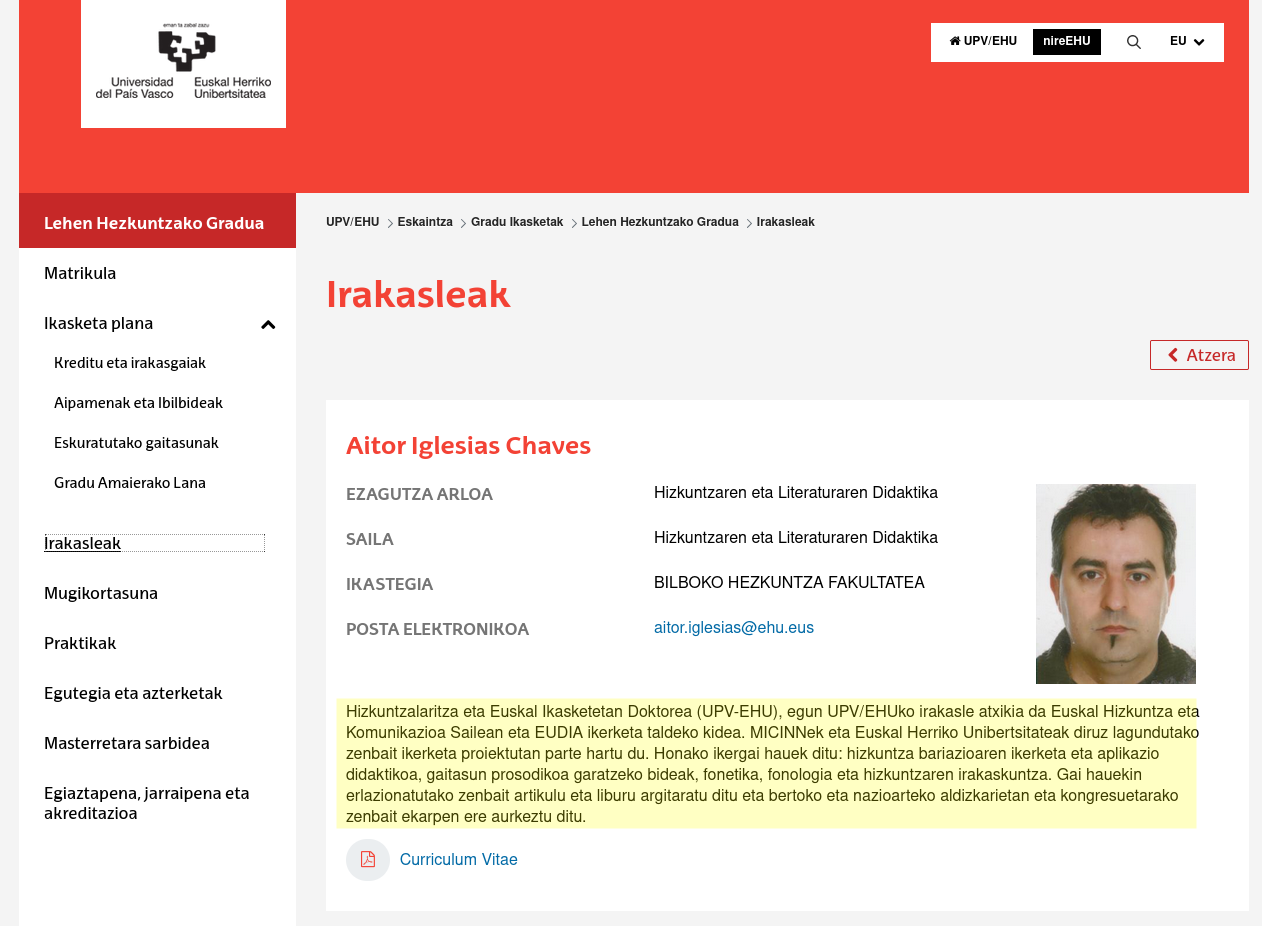 eman ta zabal zazu
Universidad
del País Vasco
Euskal Herriko
Unibertsitatea
UPV/EHU
nireEHU
EU
Lehen Hezkuntzako Gradua
Matrikula
Ikasketa plana
Kreditu eta irakasgaiak
Aipamenak eta Ibilbideak
Eskuratutako gaitasunak
Gradu Amaierako Lana
Irakasleak
Mugikortasuna
Praktikak
Egutegia eta azterketak
Masterretara sarbidea
Egiaztapena, jarraipena eta
akreditazioa
UPV/EHU > Eskaintza > Gradu Ikasketak > Lehen Hezkuntzako Gradua > Irakasleak
Irakasleak
Atzera
Aitor Iglesias Chaves
EZAGUTZA ARLOA Hizkuntzaren eta Literaturaren Didaktika
SAILA Hizkuntzaren eta Literaturaren Didaktika
IKASTEGIA BILBOKO HEZKUNTZA FAKULTATEA
POSTA ELEKTRONIKOA aitor.iglesias@ehu.eus
Hizkuntzalaritza eta Euskal Ikasketetan Doktorea (UPV-EHU), egun UPV/EHUko irakasle atxikia da Euskal Hizkuntza eta
Komunikazioa Sailean eta EUDIA ikerketa taldeko kidea. MICINNek eta Euskal Herriko Unibertsitateak diruz lagundutako
zenbait ikerketa proiektutan parte hartu du. Honako ikergai hauek ditu: hizkuntza bariazioaren ikerketa eta aplikazio
didaktikoa, gaitasun prosodikoa garatzeko bideak, fonetika, fonologia eta hizkuntzaren irakaskuntza. Gai hauekin
erlazionatutako zenbait artikulu eta liburu argitaratu ditu eta bertoko eta nazioarteko aldizkarietan eta kongresuetarako
zenbait ekarpen ere aurkeztu ditu.
Curriculum Vitae